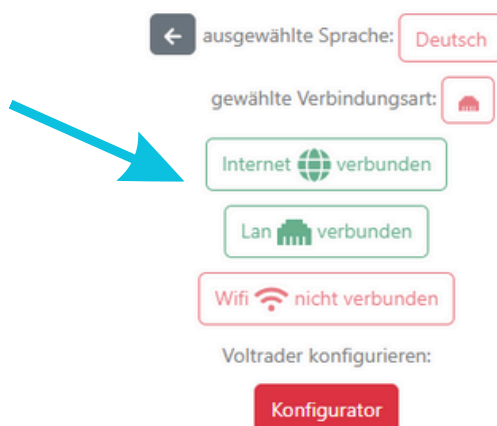 ausgewählte Sprache: Deutsch
gewählte Verbindungsart:
Internet verbunden
Lan verbunden
Wifi nicht verbunden
Voltrader konfigurieren:
Konfigurator